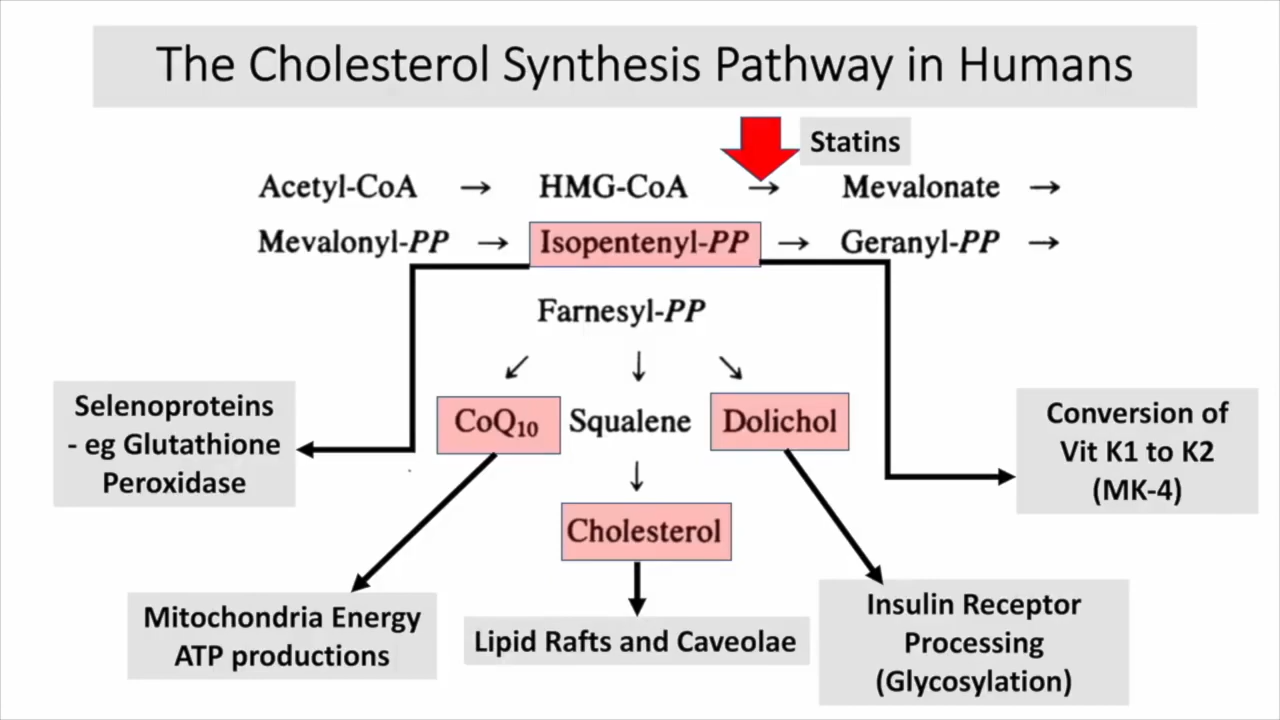 The Cholesterol Synthesis Pathway in Humans
Statins
Acetyl-CoA → HMG-CoA → Mevalonate →
Mevalonyl-PP → Isopentenyl-PP → Geranyl-PP →
Farnesyl-PP
↙ ↓ ↘
CoQ₁₀ Squalene Dolichol
↓
Cholesterol
Selenoproteins
- eg Glutathione
Peroxidase
Conversion of
Vit K1 to K2
(MK-4)
Mitochondria Energy
ATP productions
Lipid Rafts and Caveolae
Insulin Receptor
Processing
(Glycosylation)